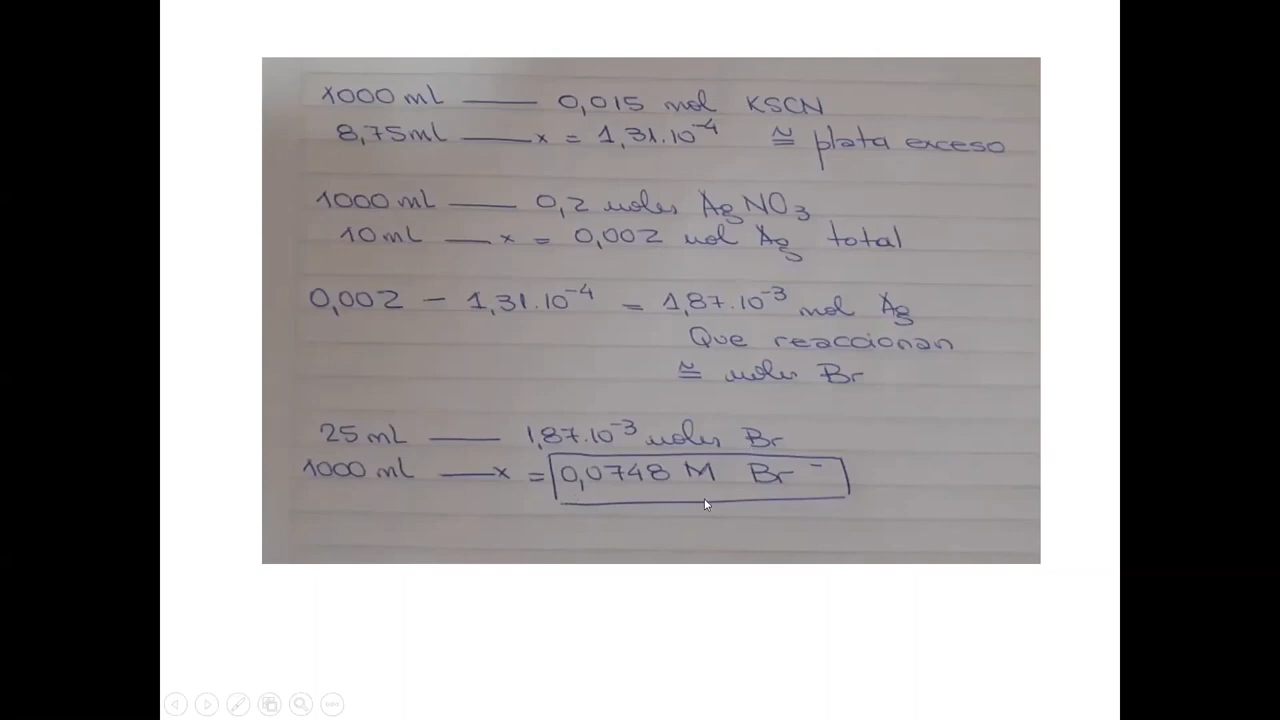 1000 ml —— 0,015 mol KSCN
8,75ml ——x = 1,31.10⁻⁴ ≅ plata exceso
1000 ml —— 0,2 moles AgNO₃
10 mL —x = 0,002 mol Ag total
0,002 - 1,31.10⁻⁴ = 1,87.10⁻³ mol Ag
Que reaccionan
≅ moles Br
25 mL —— 1,87.10⁻³ moles Br
1000 ml ——x = 0,0748 M Br⁻